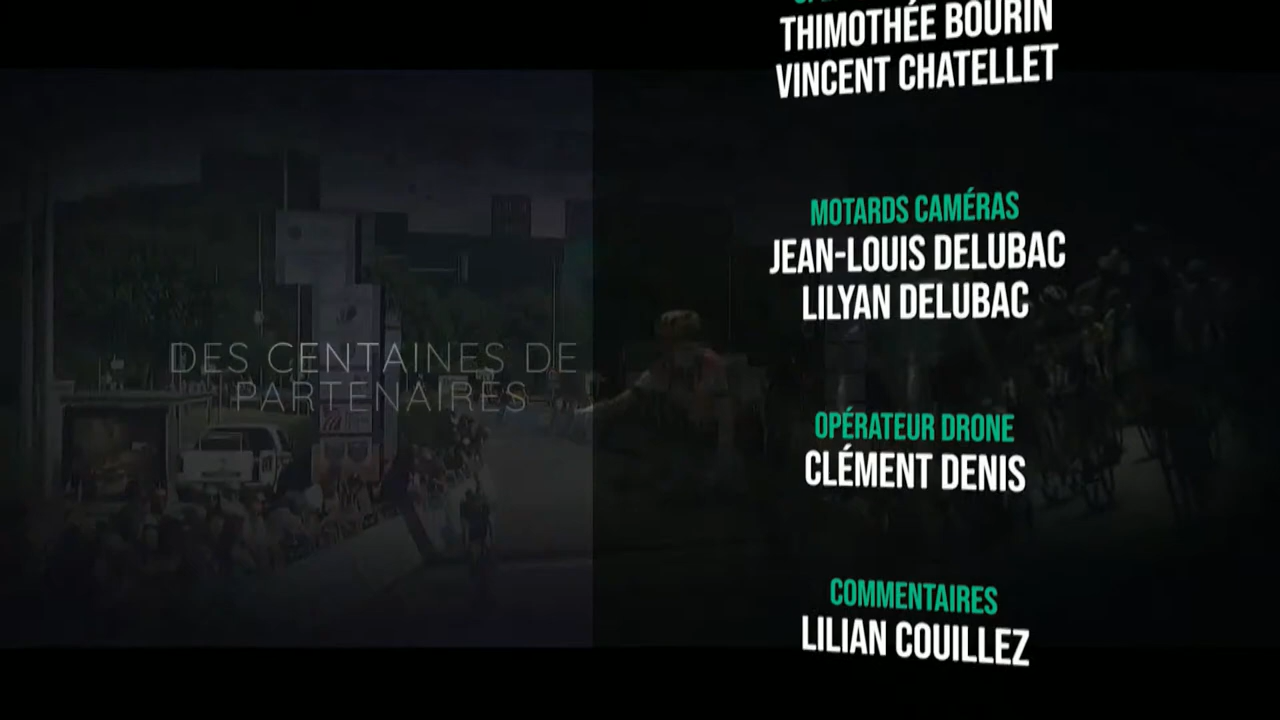 DES CENTAINES DE
PARTENAIRES
THIMOTHÉE BOURIN
VINCENT CHATELLET
MOTARDS CAMÉRAS
JEAN-LOUIS DELUBAC
LILYAN DELUBAC
OPÉRATEUR DRONE
CLÉMENT DENIS
COMMENTAIRES
LILIAN COUILLEZ